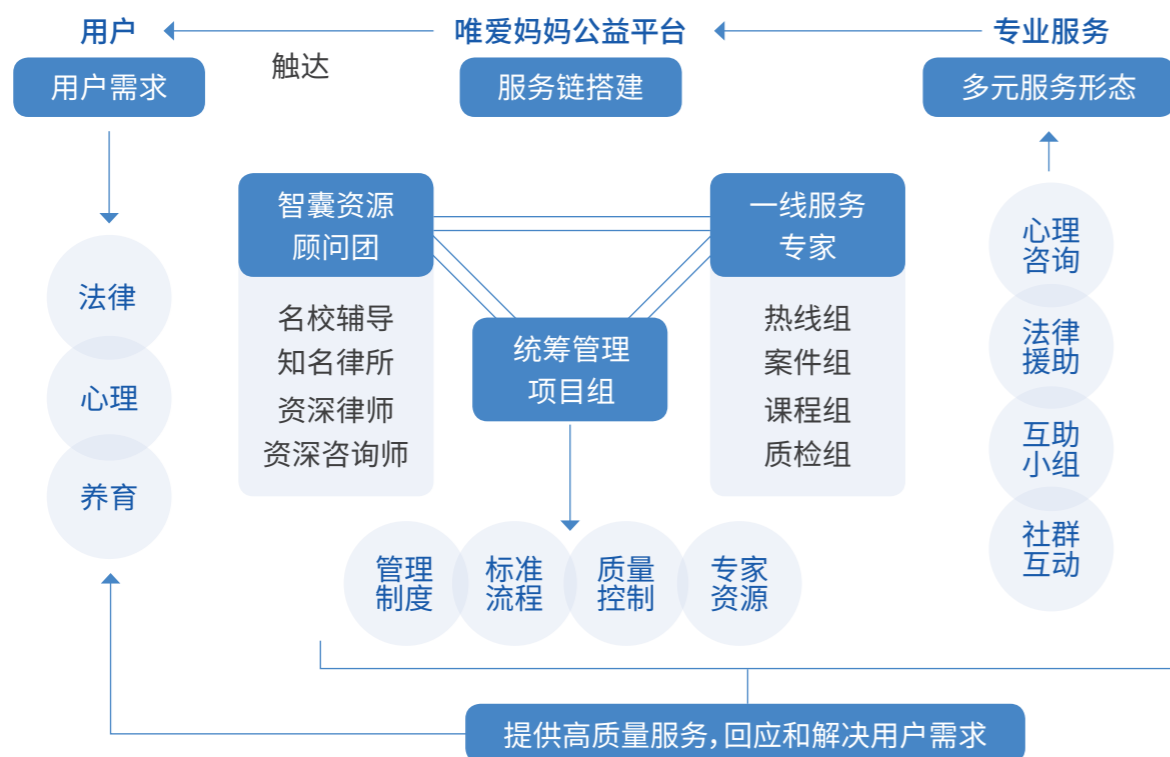 用户
唯爱妈妈公益平台
专业服务
触达
用户需求
服务链搭建
多元服务形态
法律
心理
养育
智囊资源
顾问团
名校辅导
知名律所
资深律师
资深咨询师
统筹管理
项目组
一线服务
专家
热线组
案件组
课程组
质检组
管理
制度
标准
流程
质量
控制
专家
资源
心理
咨询
法律
援助
互助
小组
社群
互动
提供高质量服务，回应和解决用户需求